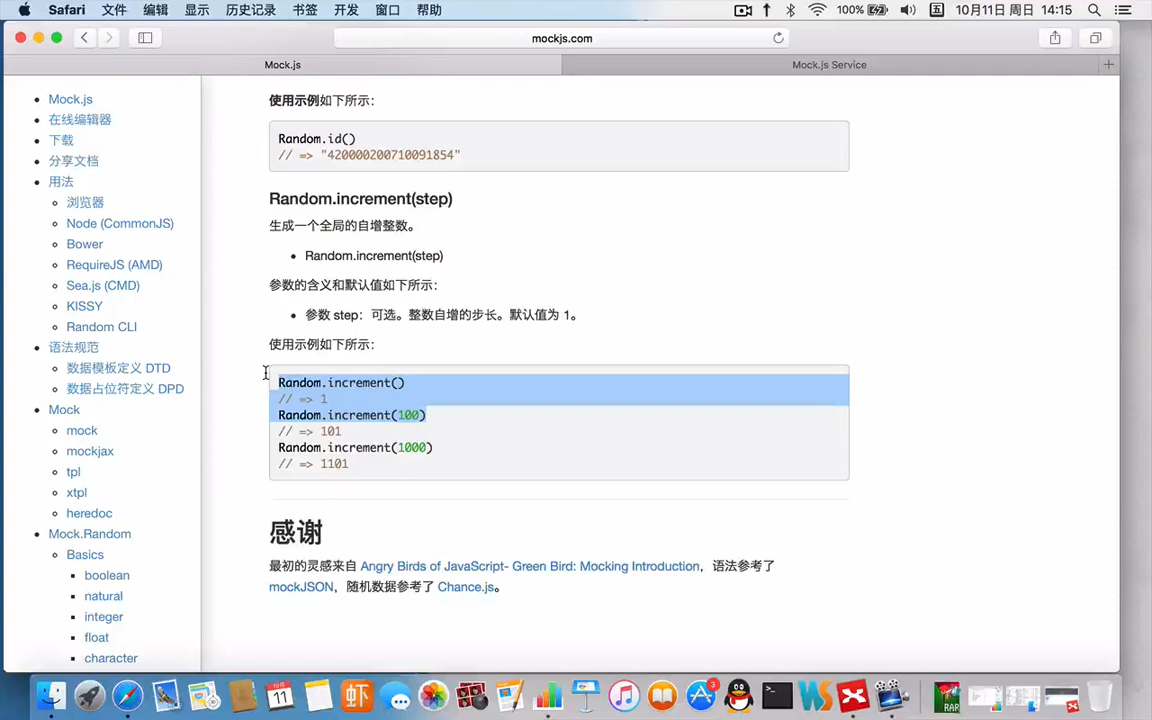 Safari 文件 编辑 显示 历史记录 书签 开发 窗口 帮助 100% 五 10月11日 周日 14:15
mockjs.com
Mock.js Mock.js Service
Mock.js
在线编辑器
下载
分享文档
用法
浏览器
Node (CommonJS)
Bower
RequireJS (AMD)
Sea.js (CMD)
KISSY
Random CLI
语法规范
数据模板定义 DTD
数据占位符定义 DPD
Mock
mock
mockjax
tpl
xtpl
heredoc
Mock.Random
Basics
boolean
natural
integer
float
character
使用示例如下所示：
Random.id()
// => "420000200710091854"
Random.increment(step)
生成一个全局的自增整数。
Random.increment(step)
参数的含义和默认值如下所示：
参数 step：可选。整数自增的步长。默认值为 1。
使用示例如下所示：
Random.increment()
// => 1
Random.increment(100)
// => 101
Random.increment(1000)
// => 1101
感谢
最初的灵感来自 Angry Birds of JavaScript- Green Bird: Mocking Introduction，语法参考了
mockJSON，随机数据参考了 Chance.js。
10月
11
虾
3
WS
RAP